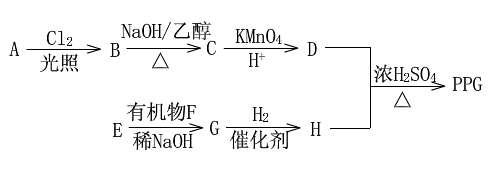 A Cl₂ 光照 B NaOH/乙醇 △ C KMnO₄ H⁺ D
浓H₂SO₄ △ PPG
E 有机物F 稀NaOH G H₂ 催化剂 H